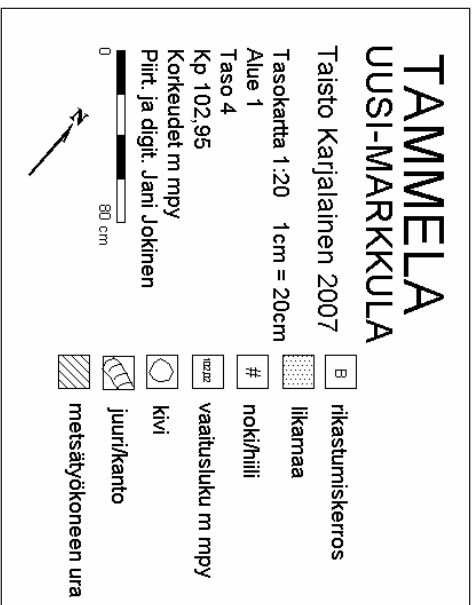 TAMMELA
UUSI-MARKKULA
Taisto Karjalainen 2007
Tasokartta 1:20 1cm = 20cm
Alue 1
Taso 4
Kp 102,95
Korkeudet m mpy
Piirt. ja digit. Jani Jokinen
0 80 cm
N
B rikastumiskerros
likamaa
# noki/hiili
102,02 vaaitusluku m mpy
kivi
juuri/kanto
metsätyökoneen ura